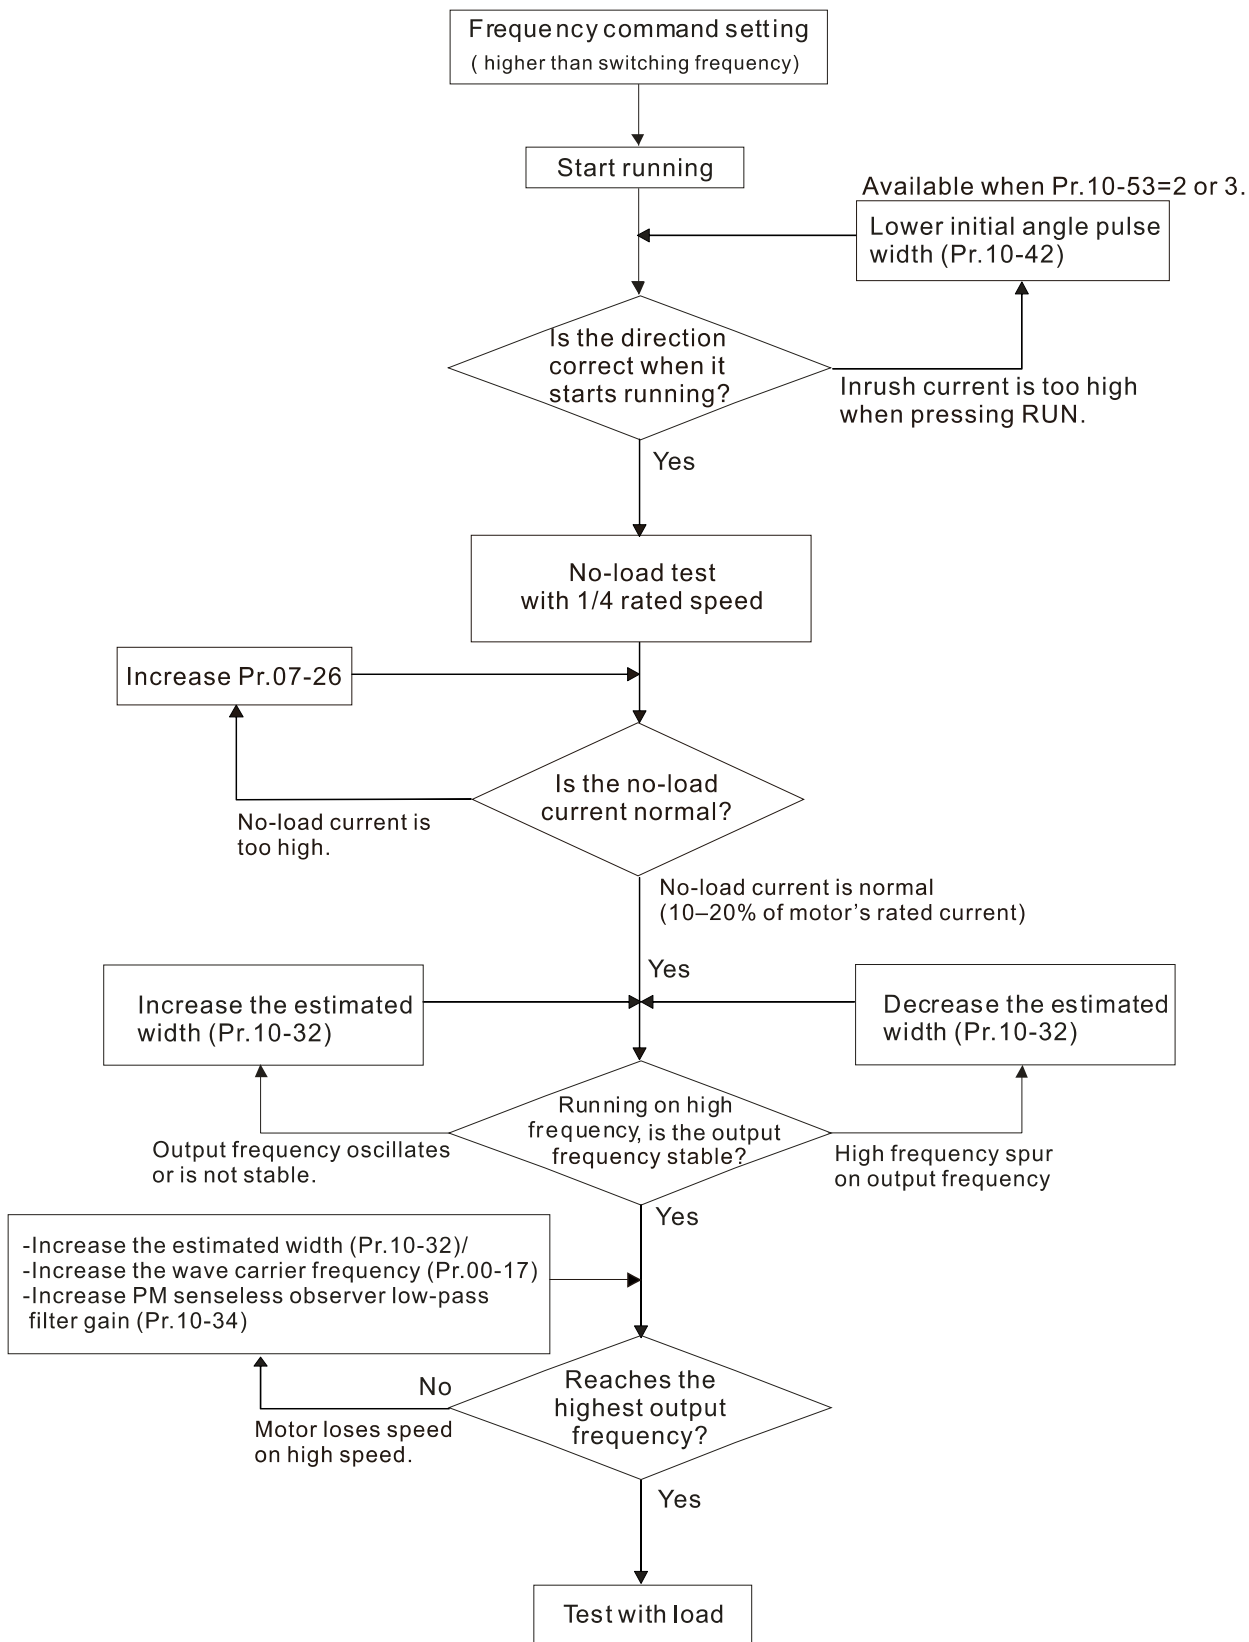 Frequency command setting
( higher than switching frequency)
Start running
Available when Pr.10-53=2 or 3.
Lower initial angle pulse
width (Pr.10-42)
Is the direction
correct when it
starts running?
Inrush current is too high
when pressing RUN.
Yes
No-load test
with 1/4 rated speed
Increase Pr.07-26
Is the no-load
current normal?
No-load current is
too high.
No-load current is normal
(10–20% of motor’s rated current)
Yes
Increase the estimated
width (Pr.10-32)
Decrease the estimated
width (Pr.10-32)
Running on high
frequency, is the output
frequency stable?
Output frequency oscillates
or is not stable.
High frequency spur
on output frequency
Yes
-Increase the estimated width (Pr.10-32)/
-Increase the wave carrier frequency (Pr.00-17)
-Increase PM senseless observer low-pass
filter gain (Pr.10-34)
No
Reaches the
highest output
frequency?
Motor loses speed
on high speed.
Yes
Test with load